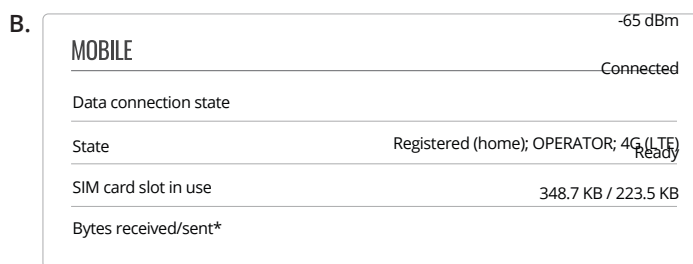 B.
-65 dBm
MOBILE
Connected
Data connection state
State
Registered (home); OPERATOR; 4G (LTE)
Ready
SIM card slot in use
348.7 KB / 223.5 KB
Bytes received/sent*